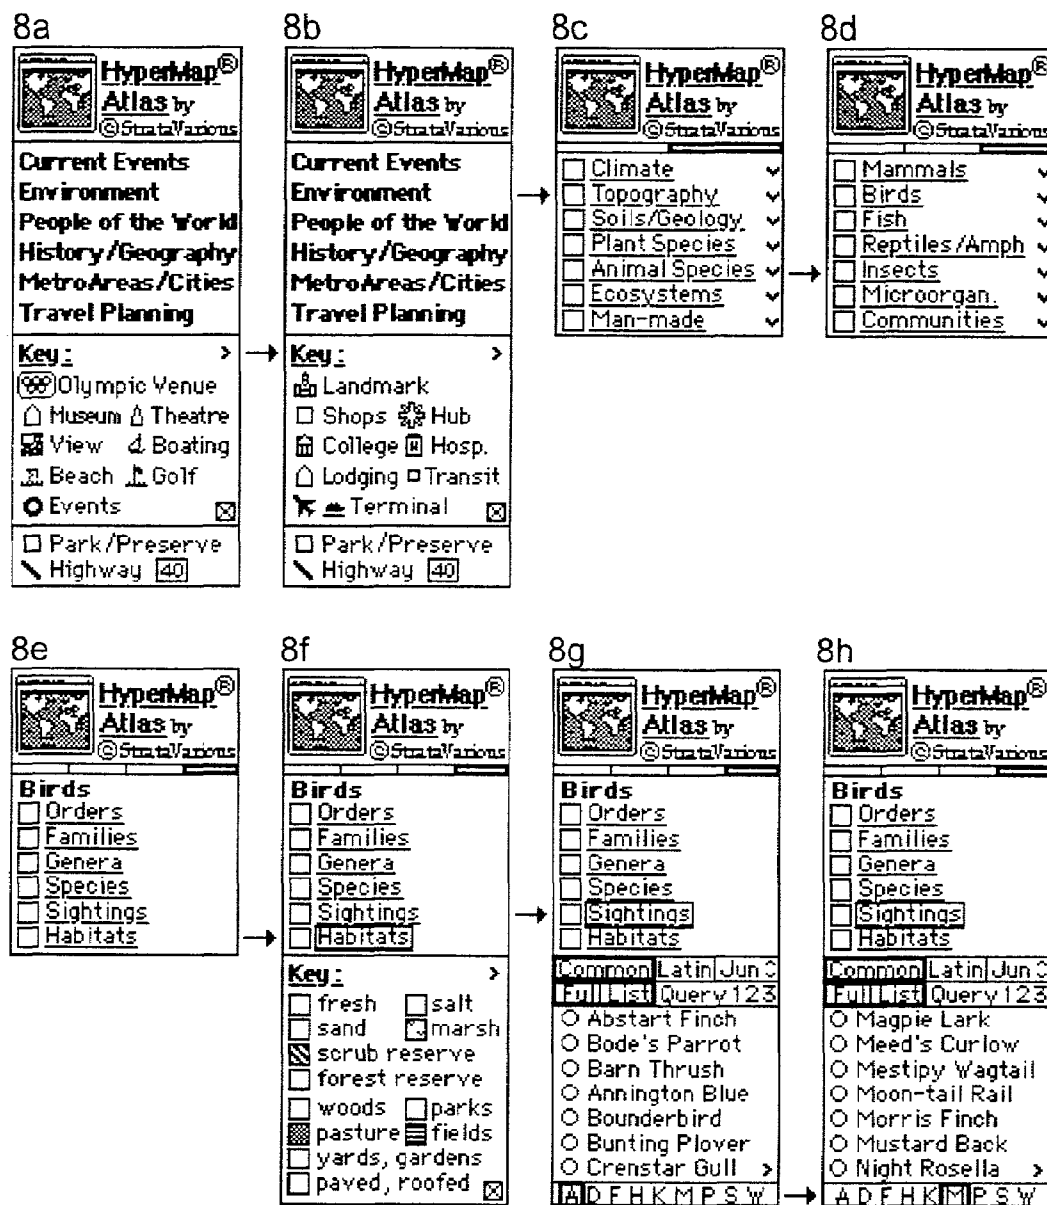 8a
HyperMap®
Atlas by
©StrataVarious
Current Events
Environment
People of the World
History/Geography
MetroAreas/Cities
Travel Planning
Key: >
Olympic Venue
Museum Theatre
View Boating
Beach Golf
Events
Park/Preserve
Highway 40
8b
HyperMap®
Atlas by
©StrataVarious
Current Events
Environment
People of the World
History/Geography
MetroAreas/Cities
Travel Planning
Key: >
Landmark
Shops Hub
College Hosp.
Lodging Transit
Terminal
Park/Preserve
Highway 40
8c
HyperMap®
Atlas by
©StrataVarious
Climate
Topography
Soils/Geology
Plant Species
Animal Species
Ecosystems
Man-made
8d
HyperMap®
Atlas by
©StrataVarious
Mammals
Birds
Fish
Reptiles/Amph
Insects
Microorgan.
Communities
8e
HyperMap®
Atlas by
©StrataVarious
Birds
Orders
Families
Genera
Species
Sightings
Habitats
8f
HyperMap®
Atlas by
©StrataVarious
Birds
Orders
Families
Genera
Species
Sightings
Habitats
Key: >
fresh salt
sand marsh
scrub reserve
forest reserve
woods parks
pasture fields
yards, gardens
paved, roofed
8g
HyperMap®
Atlas by
©StrataVarious
Birds
Orders
Families
Genera
Species
Sightings
Habitats
Common Latin Jun
Full List Query 123
Abstart Finch
Bode's Parrot
Barn Thrush
Annington Blue
Bounderbird
Bunting Plover
Crenstar Gull >
A D F H K M P S W
8h
HyperMap®
Atlas by
©StrataVarious
Birds
Orders
Families
Genera
Species
Sightings
Habitats
Common Latin Jun
Full List Query 123
Magpie Lark
Meed's Curlow
Mestipy Wagtail
Moon-tail Rail
Morris Finch
Mustard Back
Night Rosella >
A D F H K M P S W